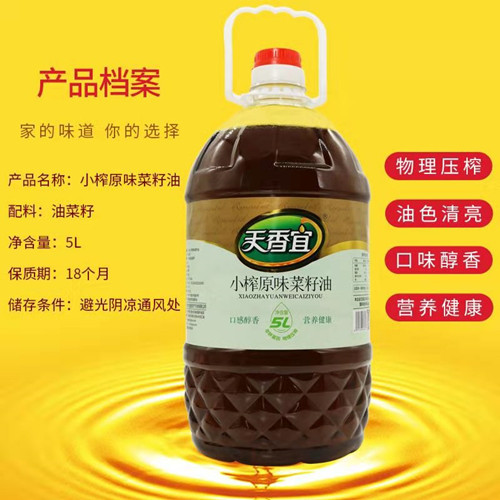 产品档案
家的味道 你的选择
产品名称：小榨原味菜籽油
配料：油菜籽
净含量：5L
保质期：18个月
储存条件：避光阴凉通风处
天香宜
小榨原味菜籽油
XIAOZHAYUANWEICAIZIYOU
口感醇香
5L
营养健康
物理压榨
油色清亮
口味醇香
营养健康